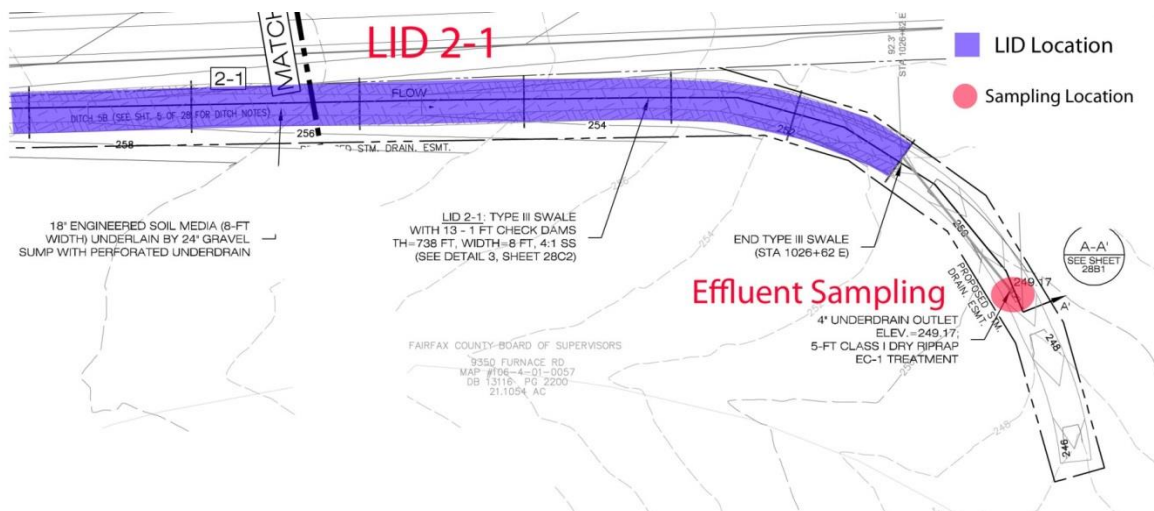 LID 2-1
MATCH
2-1
FLOW
DITCH 5B (SEE SHT. 5 OF 28 FOR DITCH NOTES)
258
256
254
252
STM. DRAIN, ESMT.
92.3'
STA 1026+62 E
LID Location
Sampling Location
18" ENGINEERED SOIL MEDIA (8-FT
WIDTH) UNDERLAIN BY 24" GRAVEL
SUMP WITH PERFORATED UNDERDRAIN
LID 2-1: TYPE III SWALE
WITH 13 - 1 FT CHECK DAMS
TH=738 FT, WIDTH=8 FT, 4:1 SS
(SEE DETAIL 3, SHEET 28C2)
END TYPE III SWALE
(STA 1026+62 E)
250
PROPOSED STM.
DRAIN. ESMT.
A-A'
SEE SHEET
28B1
249.17
A'
Effluent Sampling
4" UNDERDRAIN OUTLET
ELEV.=249.17;
5-FT CLASS I DRY RIPRAP
EC-1 TREATMENT
FAIRFAX COUNTY BOARD OF SUPERVISORS
9350 FURNACE RD
MAP #106-4-01-0057
DB 13116 PG 2200
21.1054 AC
254
248
248
246